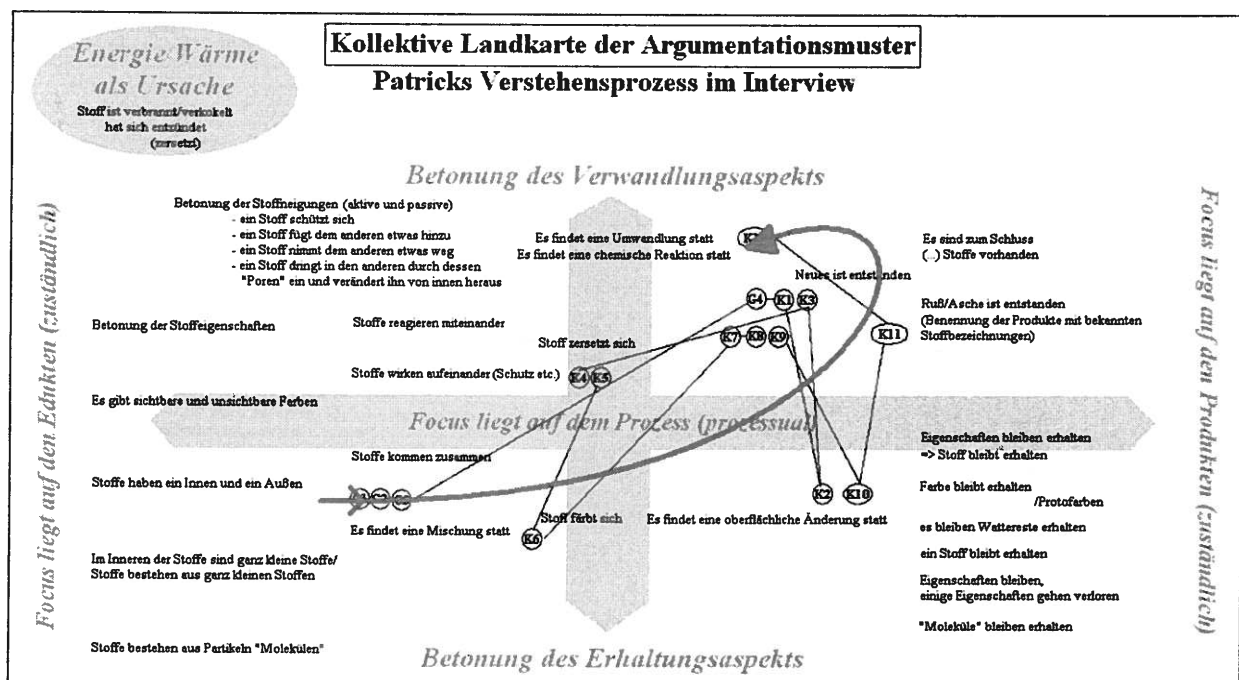 Kollektive Landkarte der Argumentationsmuster
Patricks Verstehensprozess im Interview
Energie/Wärme
als Ursache
Stoff ist verbrannt/verkokelt
hat sich entzündet
(zersetzt)
Betonung des Verwandlungsaspekts
Focus liegt auf den Edukten (zuständlich)
Focus liegt auf den Produkten (zuständlich)
Betonung der Stoffneigungen (aktive und passive)
- ein Stoff schützt sich
- ein Stoff fügt dem anderen etwas hinzu
- ein Stoff nimmt dem anderen etwas weg
- ein Stoff dringt in den anderen durch dessen
"Poren" ein und verändert ihn von innen heraus
Es findet eine Umwandlung statt
Es findet eine chemische Reaktion statt
Neues ist entstanden
Es sind zum Schluss
(...) Stoffe vorhanden
G4 K1 K3
Ruß/Asche ist entstanden
(Benennung der Produkte mit bekannten
Stoffbezeichnungen)
Betonung der Stoffeigenschaften
Stoffe reagieren miteinander
Stoff zersetzt sich
K7 K8 K9
K11
Stoffe wirken aufeinander (Schutz etc.)
K4 K5
Es gibt sichtbare und unsichtbare Farben
Focus liegt auf dem Prozess (prozessual)
Eigenschaften bleiben erhalten
=> Stoff bleibt erhalten
Stoffe kommen zusammen
Stoffe haben ein Innen und ein Außen
K2 K10
Farbe bleibt erhalten
/Protofarben
Es findet eine Mischung statt
Stoff färbt sich
Es findet eine oberflächliche Änderung statt
K6
es bleiben Wattereste erhalten
Im Inneren der Stoffe sind ganz kleine Stoffe/
Stoffe bestehen aus ganz kleinen Stoffen
ein Stoff bleibt erhalten
Eigenschaften bleiben,
einige Eigenschaften gehen verloren
"Moleküle" bleiben erhalten
Stoffe bestehen aus Partikeln "Molekülen"
Betonung des Erhaltungsaspekts